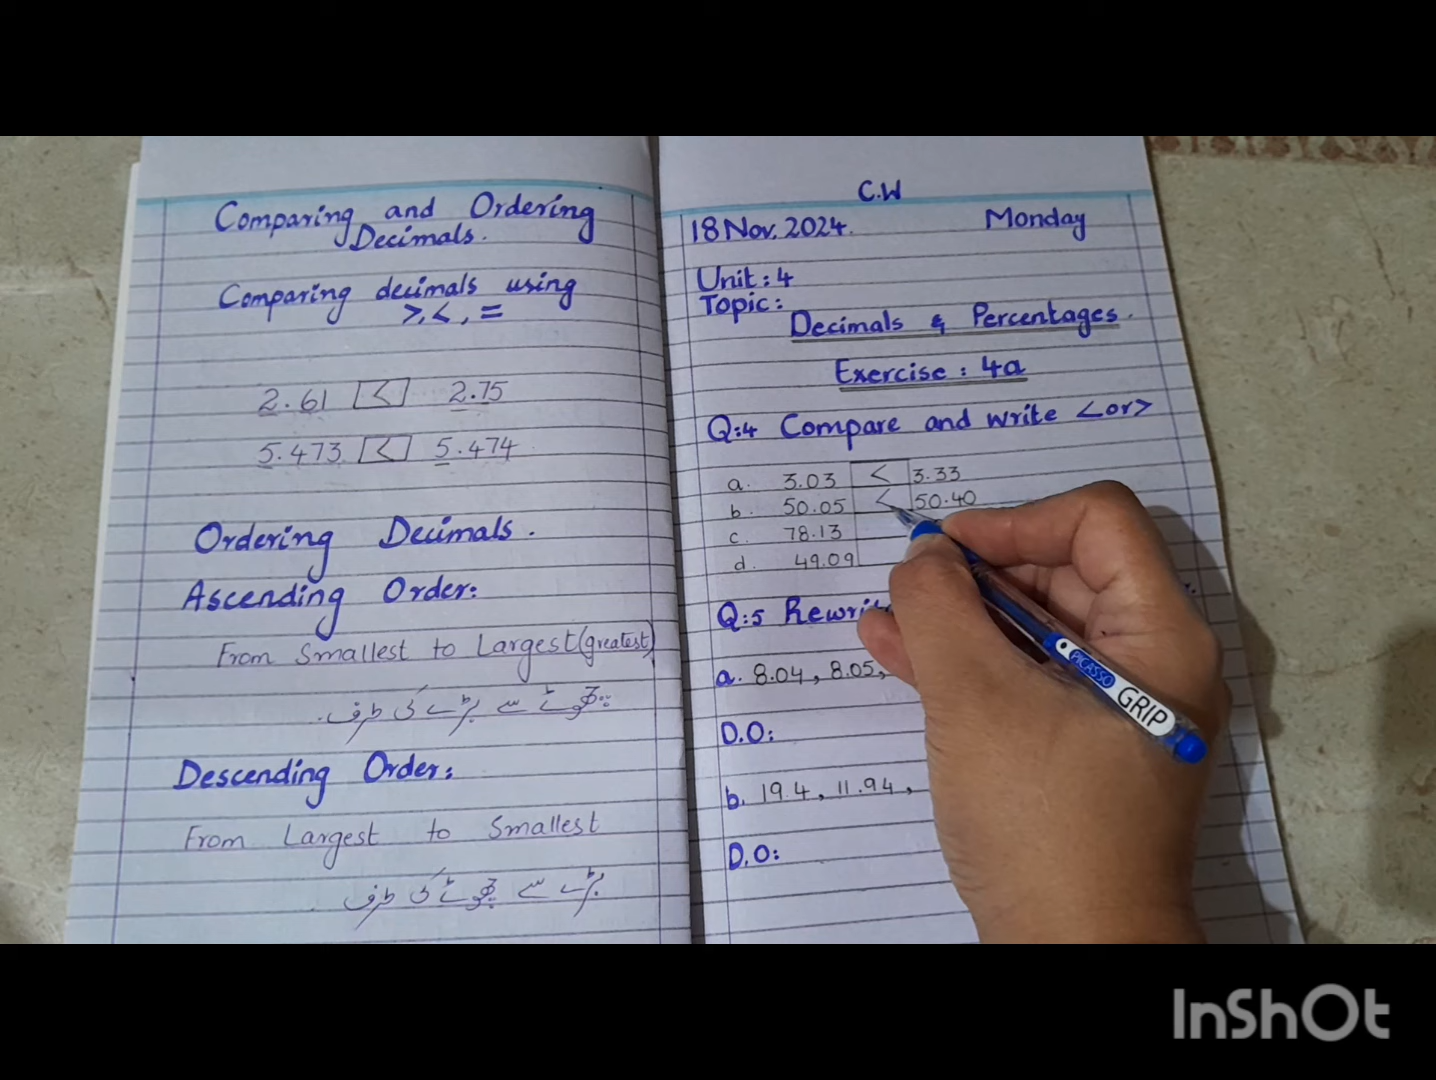 Comparing and Ordering
Decimals.
Comparing decimals using
>, <, =
2.61 < 2.75
5.473 < 5.474
Ordering Decimals.
Ascending Order:
From Smallest to Largest(greatest)
چھوٹے سے بڑے کی طرف.
Descending Order:
From Largest to Smallest
بڑے سے چھوٹے کی طرف.
C.W
18 Nov. 2024. Monday
Unit: 4
Topic:
Decimals & Percentages.
Exercise: 4a
Q:4 Compare and write <or>
a. 3.03 < 3.33
b. 50.05 < 50.40
c. 78.13
d. 49.09
Q:5
a. 8.04, 8.05,
D.O:
b. 19.4, 11.94,
D.O:
PICASSO
GRIP
InShOt